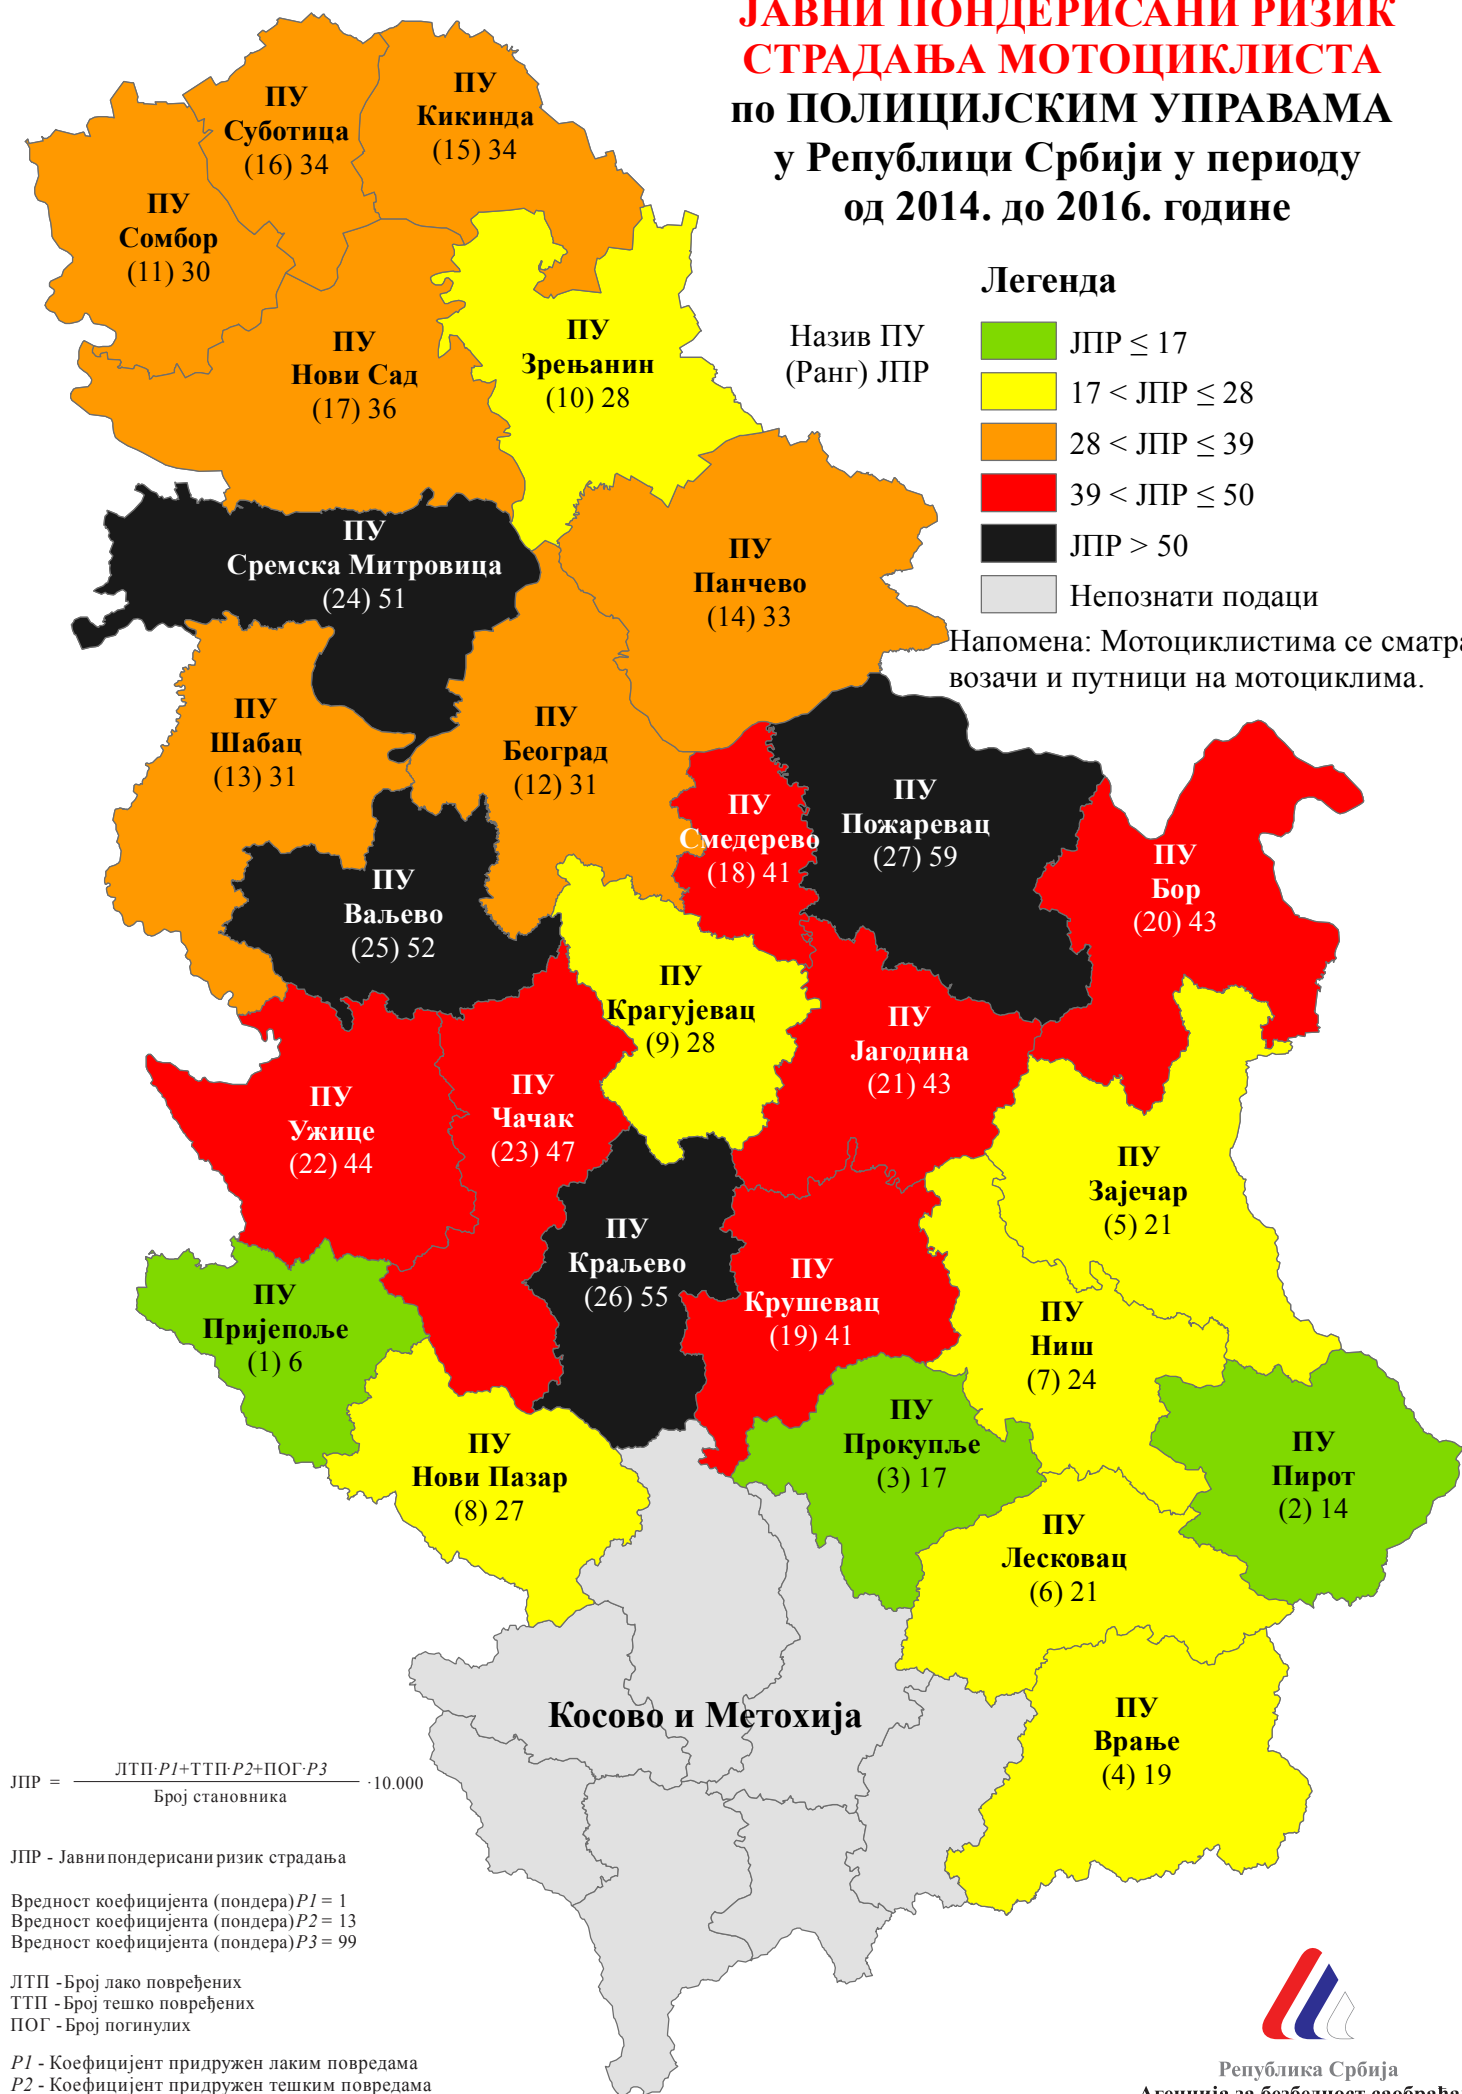 ЈАВНИ ПОНДЕРИСАНИ РИЗИК
СТРАДАЊА МОТОЦИКЛИСТА
по ПОЛИЦИЈСКИМ УПРАВАМА
у Републици Србији у периоду
од 2014. до 2016. године
Легенда
Назив ПУ
(Ранг) ЈПР
ЈПР ≤ 17
17 < ЈПР ≤ 28
28 < ЈПР ≤ 39
39 < ЈПР ≤ 50
ЈПР > 50
Непознати подаци
Напомена: Мотоциклистима се сматра
возачи и путници на мотоциклима.
ПУ
Суботица
(16) 34
ПУ
Кикинда
(15) 34
ПУ
Сомбор
(11) 30
ПУ
Нови Сад
(17) 36
ПУ
Зрењанин
(10) 28
ПУ
Сремска Митровица
(24) 51
ПУ
Панчево
(14) 33
ПУ
Шабац
(13) 31
ПУ
Београд
(12) 31
ПУ
Смедерево
(18) 41
ПУ
Пожаревац
(27) 59
ПУ
Бор
(20) 43
ПУ
Ваљево
(25) 52
ПУ
Крагујевац
(9) 28
ПУ
Јагодина
(21) 43
ПУ
Ужице
(22) 44
ПУ
Чачак
(23) 47
ПУ
Зајечар
(5) 21
ПУ
Краљево
(26) 55
ПУ
Крушевац
(19) 41
ПУ
Пријепоље
(1) 6
ПУ
Ниш
(7) 24
ПУ
Нови Пазар
(8) 27
ПУ
Прокупље
(3) 17
ПУ
Пирот
(2) 14
ПУ
Лесковац
(6) 21
Косово и Метохија
ПУ
Врање
(4) 19
ЈПР = ЛТП·P1+ТТП·P2+ПОГ·P3 ·10.000
Број становника
ЈПР - Јавни пондерисани ризик страдања
Вредност коефицијента (пондера) P1 = 1
Вредност коефицијента (пондера) P2 = 13
Вредност коефицијента (пондера) P3 = 99
ЛТП - Број лако повређених
ТТП - Број тешко повређених
ПОГ - Број погинулих
P1 - Коефицијент придружен лаким повредама
P2 - Коефицијент придружен тешким повредама
Република Србија
Агенција за безбедност саобраћа